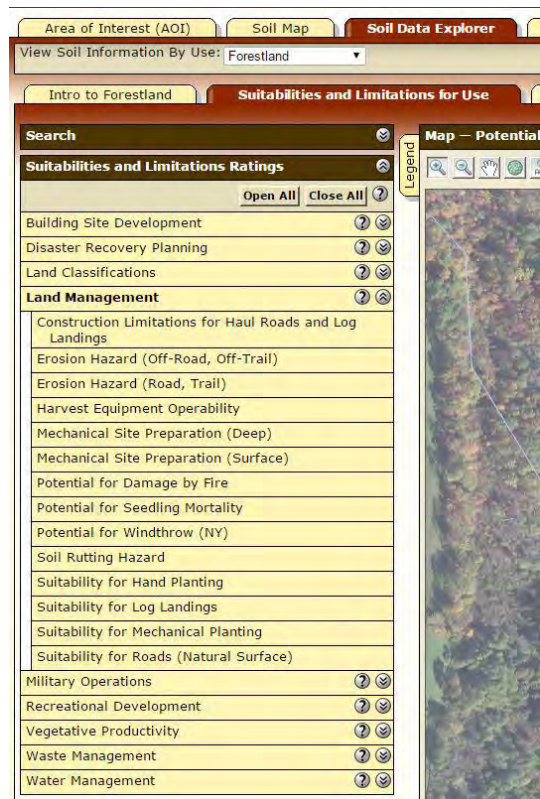 Area of Interest (AOI)
Soil Map
Soil Data Explorer
View Soil Information By Use: Forestland
Intro to Forestland
Suitabilities and Limitations for Use
Search
Map — Potential
Legend
Suitabilities and Limitations Ratings
Open All Close All
Building Site Development
Disaster Recovery Planning
Land Classifications
Land Management
Construction Limitations for Haul Roads and Log
Landings
Erosion Hazard (Off-Road, Off-Trail)
Erosion Hazard (Road, Trail)
Harvest Equipment Operability
Mechanical Site Preparation (Deep)
Mechanical Site Preparation (Surface)
Potential for Damage by Fire
Potential for Seedling Mortality
Potential for Windthrow (NY)
Soil Rutting Hazard
Suitability for Hand Planting
Suitability for Log Landings
Suitability for Mechanical Planting
Suitability for Roads (Natural Surface)
Military Operations
Recreational Development
Vegetative Productivity
Waste Management
Water Management